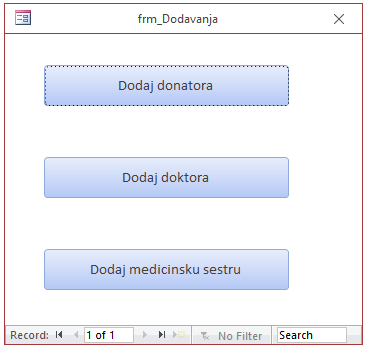 frm_Dodavanja
Dodaj donatora
Dodaj doktora
Dodaj medicinsku sestru
Record: 1 of 1 No Filter Search